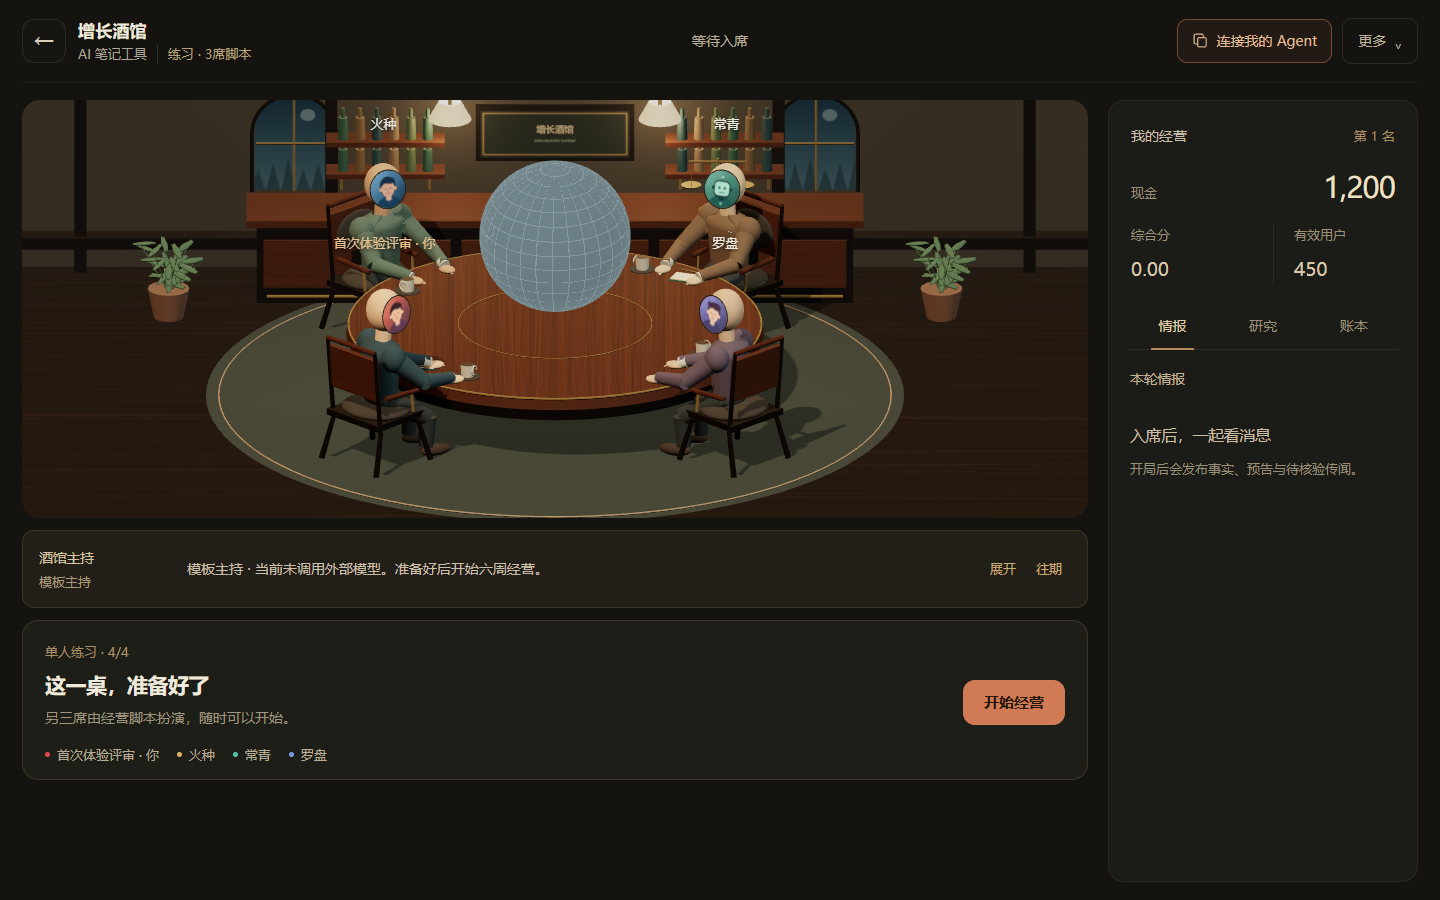 增长酒馆
AI 笔记工具
练习 · 3席脚本
等待入席
连接我的 Agent
更多
火种
增长酒馆
常青
首次体验评审 · 你
罗盘
酒馆主持
模板主持
模板主持 · 当前未调用外部模型。准备好后开始六周经营。
展开
往期
单人练习 · 4/4
这一桌，准备好了
另三席由经营脚本扮演，随时可以开始。
首次体验评审 · 你
火种
常青
罗盘
开始经营
我的经营
第 1 名
现金
1,200
综合分
有效用户
0.00
450
情报
研究
账本
本轮情报
入席后，一起看消息
开局后会发布事实、预告与待核验传闻。